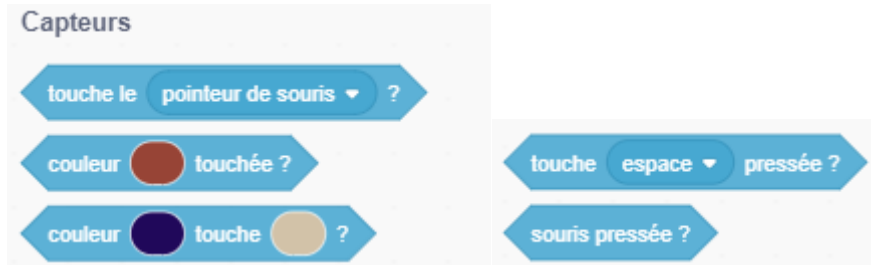 Capteurs
touche le pointeur de souris ?
couleur touchée ?
couleur touche ?
touche espace pressée ?
souris pressée ?